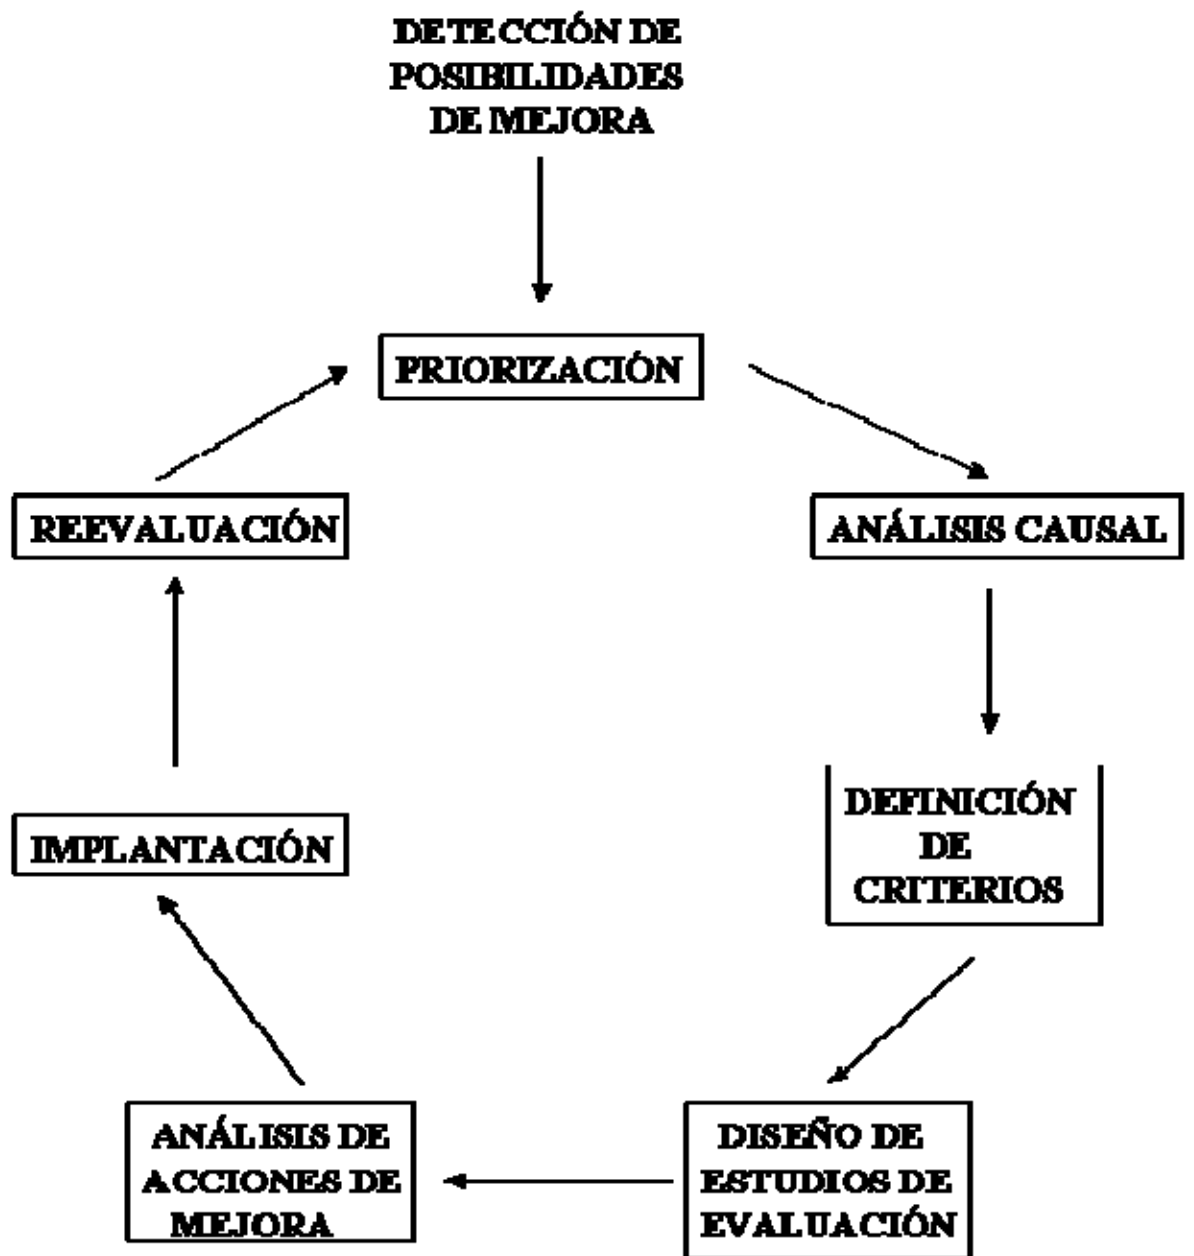 DETECCIÓN DE
POSIBILIDADES
DE MEJORA
PRIORIZACIÓN
ANÁLISIS CAUSAL
DEFINICIÓN
DE
CRITERIOS
DISEÑO DE
ESTUDIOS DE
EVALUACIÓN
ANÁLISIS DE
ACCIONES DE
MEJORA
IMPLANTACIÓN
REEVALUACIÓN